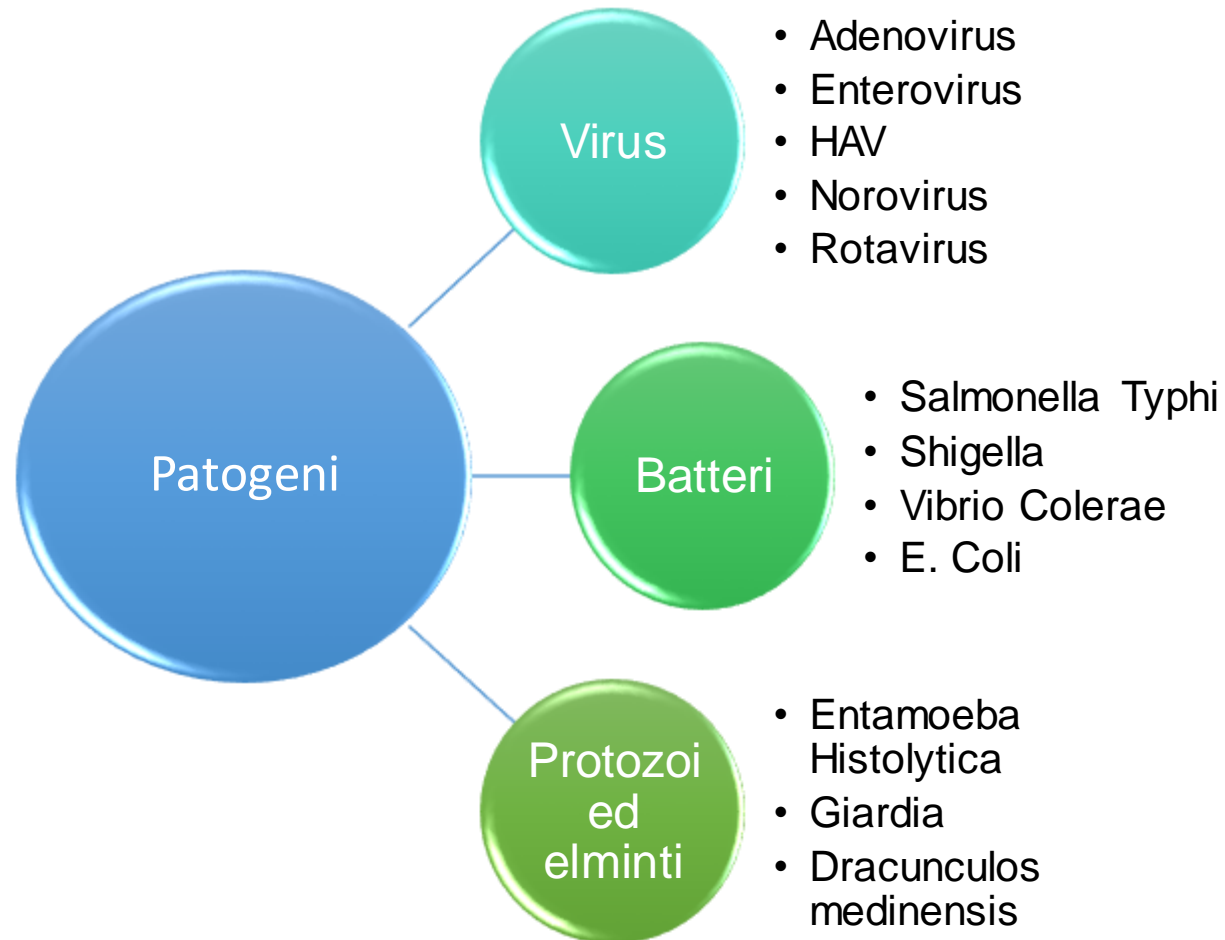 Patogeni
Virus
• Adenovirus
• Enterovirus
• HAV
• Norovirus
• Rotavirus
Batteri
• Salmonella Typhi
• Shigella
• Vibrio Colerae
• E. Coli
Protozoi
ed
elminti
• Entamoeba
Histolytica
• Giardia
• Dracunculos
medinensis